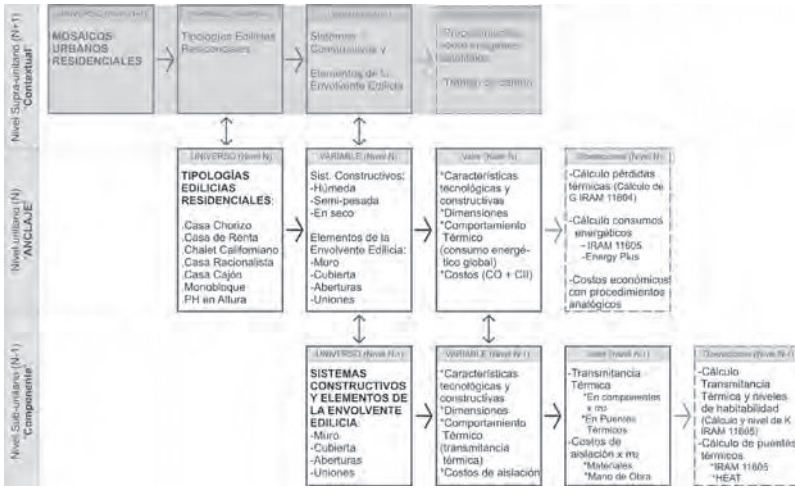 Nivel Supra-unitario (N+1)
"Contextual"
MOSAICOS
URBANOS
RESIDENCIALES
Tipologías Edilicias
Residenciales
Sistemas
Constructivos y
Elementos de la
Envolvente Edilicia
Nivel unitario (N)
"ANCLAJE"
UNIVERSO (Nivel N)
TIPOLOGÍAS
EDILICIAS
RESIDENCIALES:
.Casa Chorizo
.Casa de Renta
.Chalet Californiano
.Casa Racionalista
.Casa Cajón
.Monobloque
.PH en Altura
VARIABLE (Nivel N)
Sist. Constructivos:
-Húmeda
-Semi-pesada
-En seco
Elementos de la
Envolvente Edilicia:
-Muro
-Cubierta
-Aberturas
-Uniones
Valor (Nivel N)
*Características
tecnológicas y
constructivas
*Dimensiones
*Comportamiento
Térmico
(consumo energé-
tico global)
*Costos (CO + CII)
-Cálculo pérdidas
térmicas (Cálculo de
G IRAM 11604)
-Cálculo consumos
energéticos
- IRAM 11605
- Energy Plus
-Costos económicos
con procedimientos
analógicos
Nivel Sub-unitario (N-1)
"Componente"
UNIVERSO (Nivel N-1)
SISTEMAS
CONSTRUCTIVOS
Y ELEMENTOS DE
LA ENVOLVENTE
EDILICIA:
-Muro
-Cubierta
-Aberturas
-Uniones
VARIABLE (Nivel N-1)
*Características
tecnológicas y
constructivas
*Dimensiones
*Comportamiento
Térmico
(transmitancia
térmica)
*Costos de aislación
Valor (Nivel N-1)
-Transmitancia
Térmica
*En componentes
x m2
*En Puentes
Térmicos
-Costos de
aislación x m2
*Materiales
*Mano de Obra
-Cálculo
Transmitancia
Térmica y niveles
de habitabilidad
(Cálculo y nivel de K
IRAM 11605)
-Cálculo de puentes
térmicos
*IRAM 11605
*HEAT